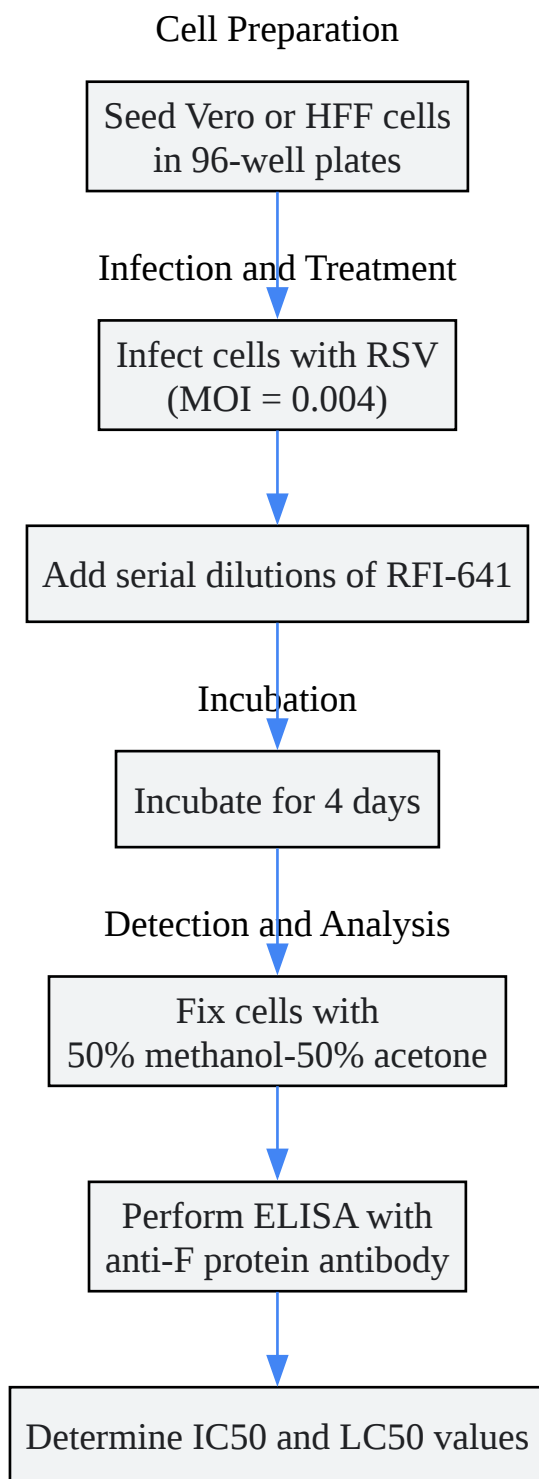 Cell Preparation
Seed Vero or HFF cells
in 96-well plates
Infection and Treatment
Infect cells with RSV
(MOI = 0.004)
Add serial dilutions of RFI-641
Incubation
Incubate for 4 days
Detection and Analysis
Fix cells with
50% methanol-50% acetone
Perform ELISA with
anti-F protein antibody
Determine IC50 and LC50 values